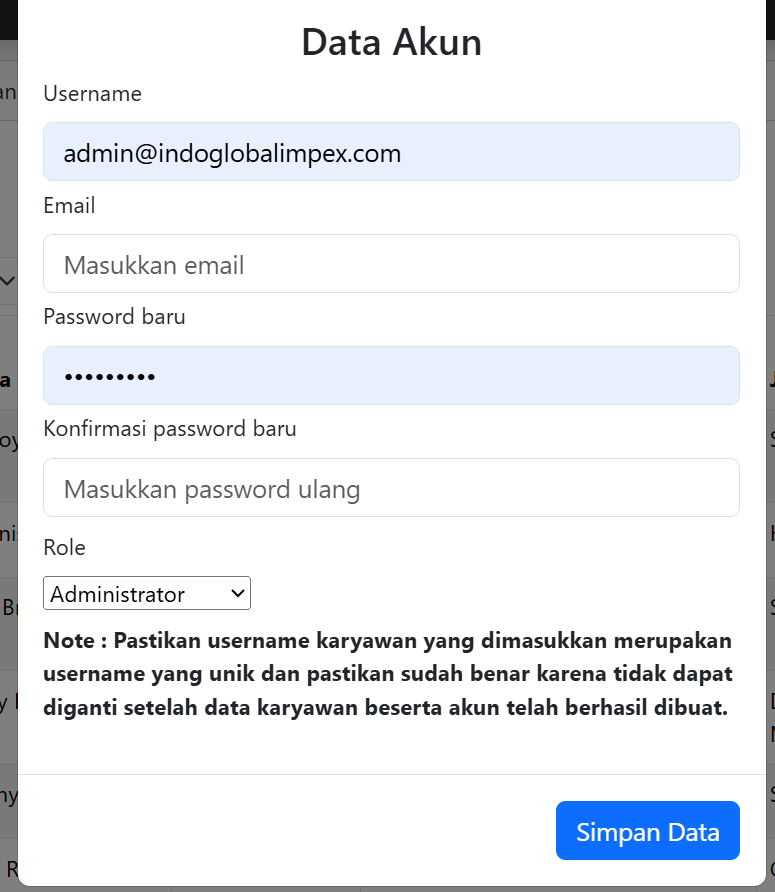 Data Akun
Username
admin@indoglobalimpex.com
Email
Masukkan email
Password baru
•••••••••
Konfirmasi password baru
Masukkan password ulang
Role
Administrator
Note : Pastikan username karyawan yang dimasukkan merupakan
username yang unik dan pastikan sudah benar karena tidak dapat
diganti setelah data karyawan beserta akun telah berhasil dibuat.
Simpan Data